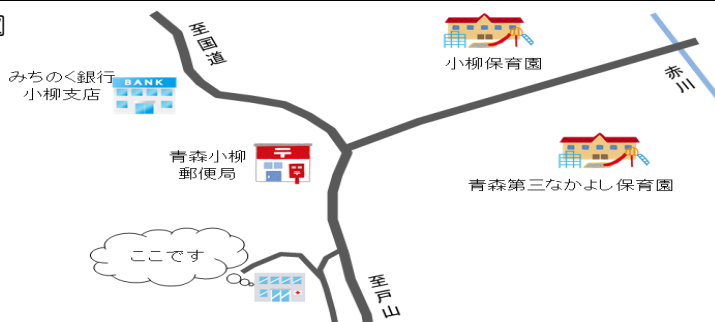 至国道
小柳保育園
みちのく銀行
小柳支店
BANK
赤川
青森小柳
郵便局
〒
青森第三なかよし保育園
ここです
至戸山